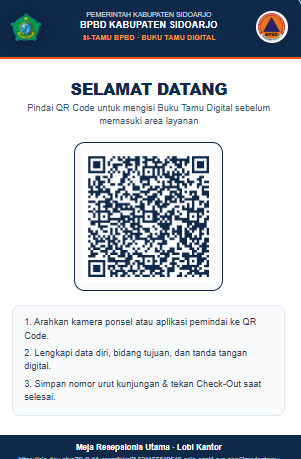 PEMERINTAH KABUPATEN SIDOARJO
BPBD KABUPATEN SIDOARJO
SI-TAMU BPBD · BUKU TAMU DIGITAL
SELAMAT DATANG
Pindai QR Code untuk mengisi Buku Tamu Digital sebelum
memasuki area layanan
1. Arahkan kamera ponsel atau aplikasi pemindai ke QR
Code.
2. Lengkapi data diri, bidang tujuan, dan tanda tangan
digital.
3. Simpan nomor urut kunjungan & tekan Check-Out saat
selesai.
Meja Resepsionis Utama - Lobi Kantor